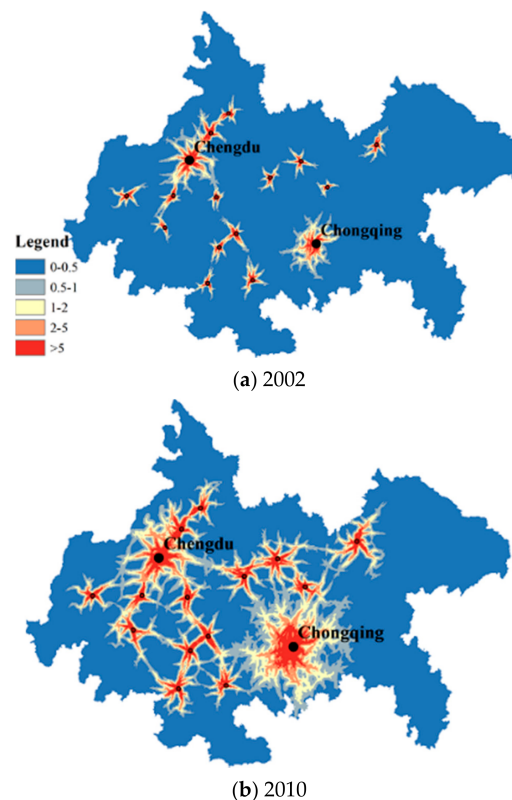 Chengdu
Chongqing
Legend
0-0.5
0.5-1
1-2
2-5
>5
(a) 2002
Chengdu
Chongqing
(b) 2010